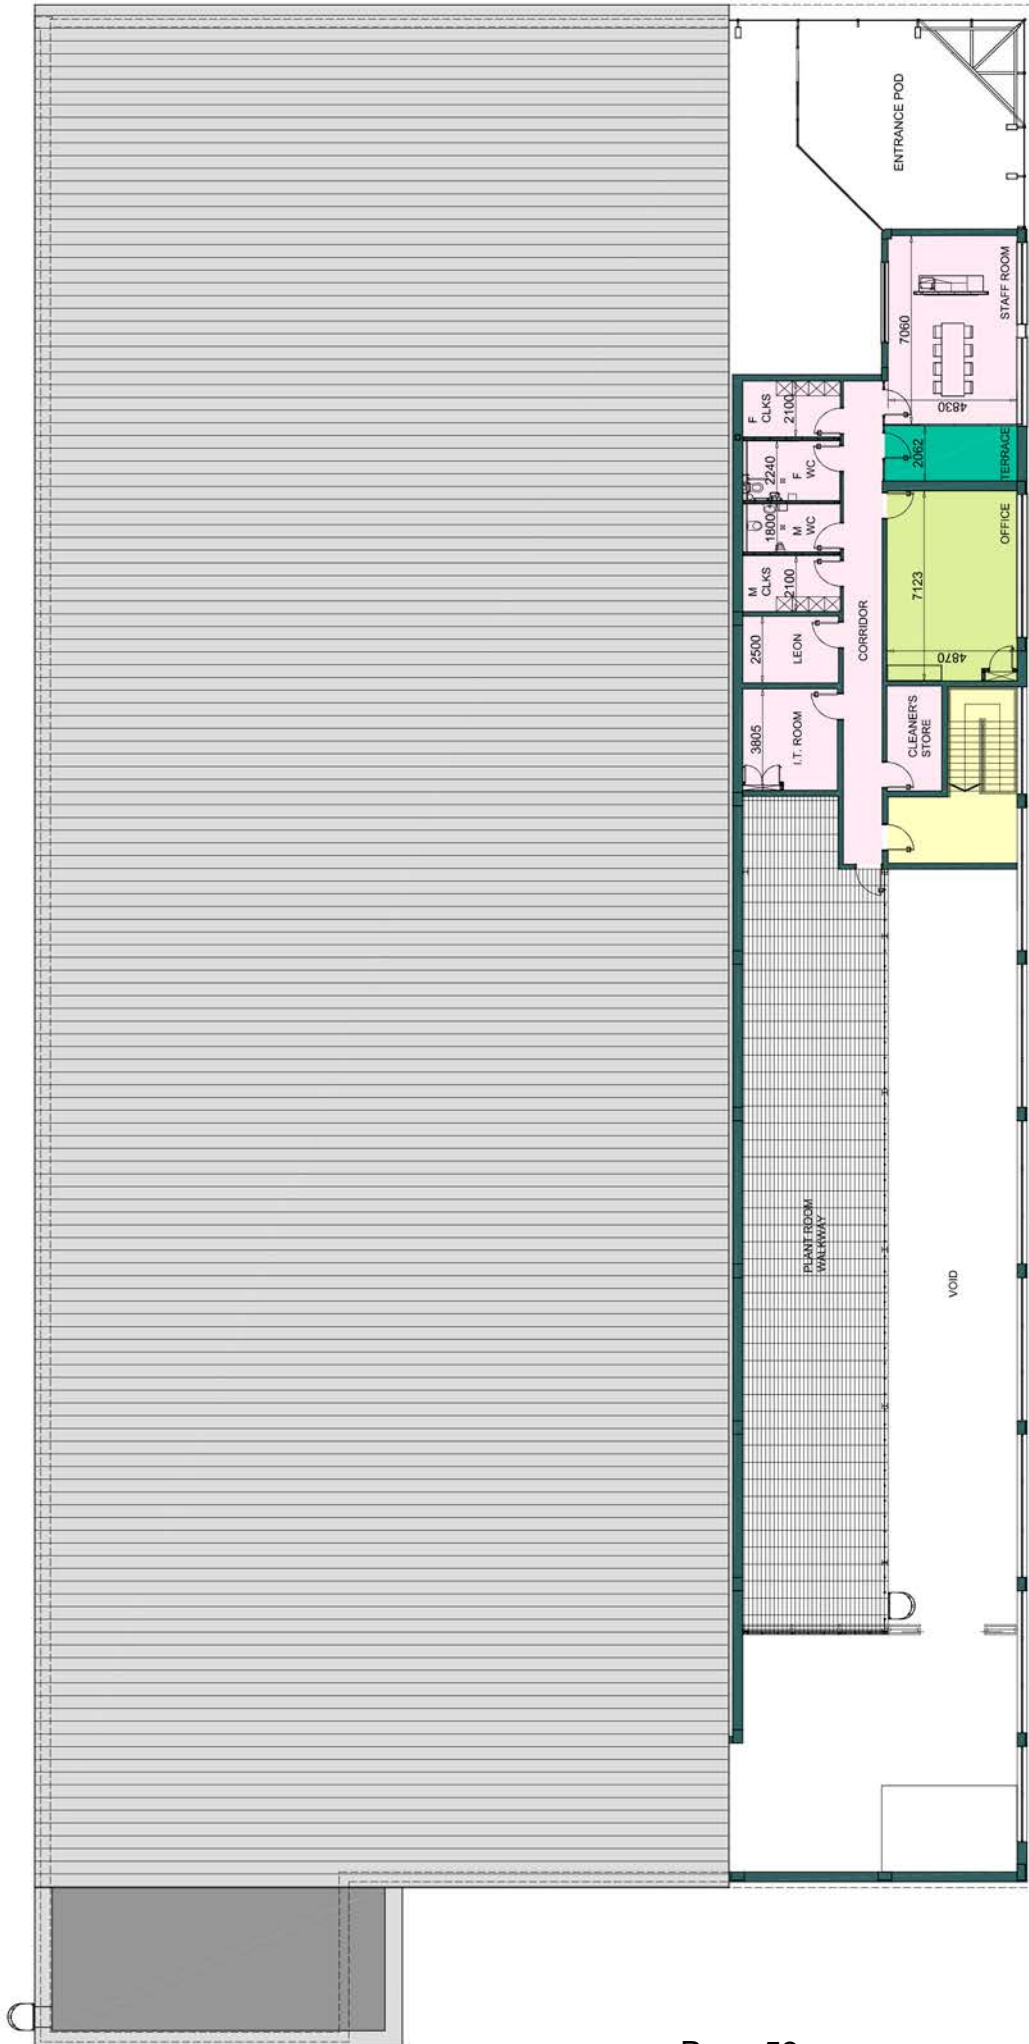 ENTRANCE POD
STAFF ROOM
7060
4830
F
CLKS
2100
2062
TERRACE
2240
F
WC
1800
M
WC
OFFICE
7123
4870
M
CLKS
2100
CORRIDOR
2500
LEON
3805
I.T. ROOM
CLEANER'S
STORE
PLANT ROOM
WALKWAY
VOID